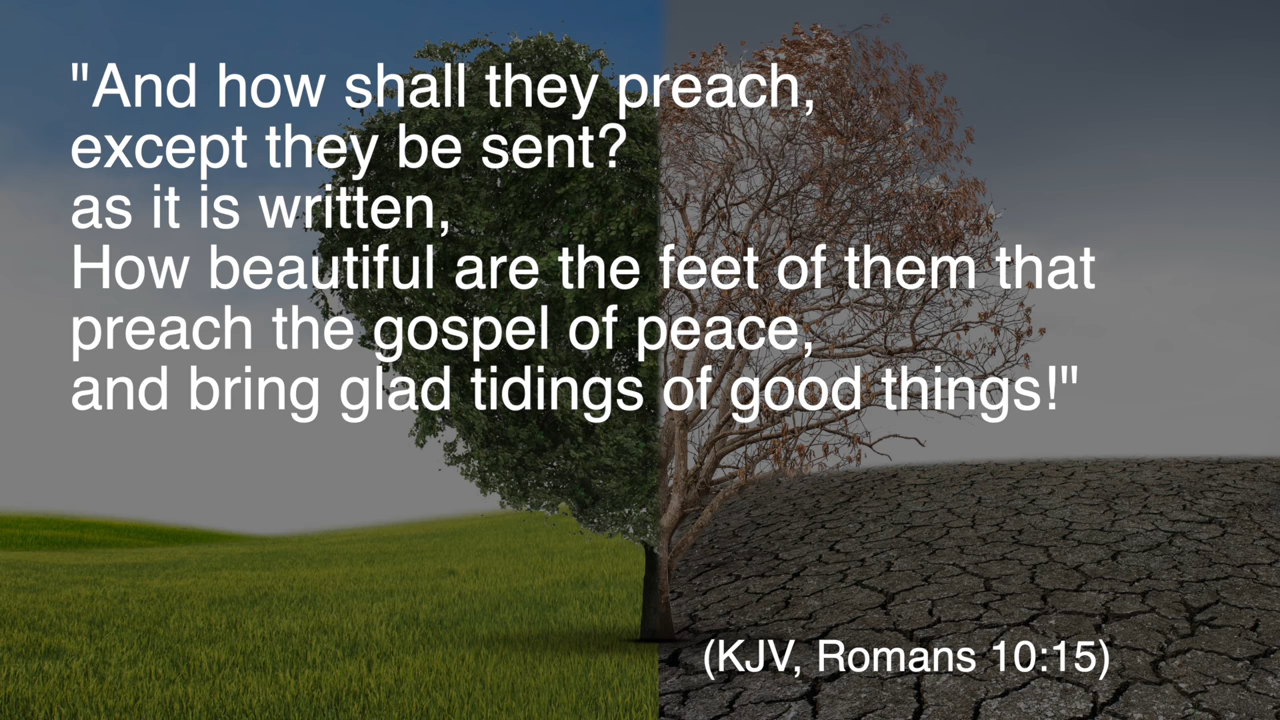 "And how shall they preach,
except they be sent?
as it is written,
How beautiful are the feet of them that
preach the gospel of peace,
and bring glad tidings of good things!"
(KJV, Romans 10:15)